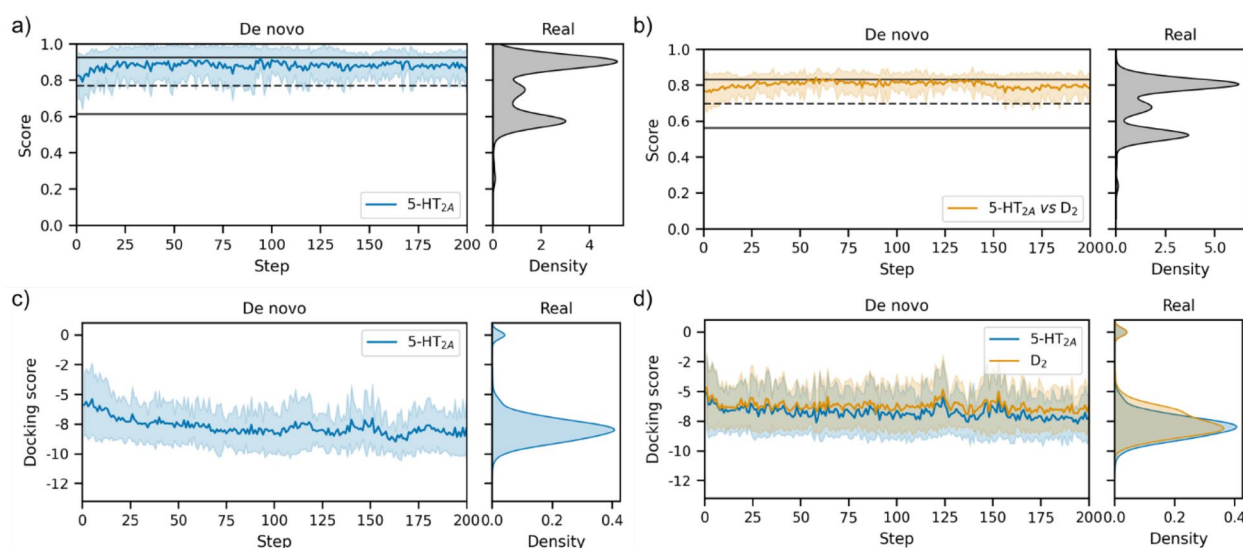 a)
De novo
Real
1.0
0.8
0.6
0.4
0.2
0.0
Score
5-HT2A
0 25 50 75 100 125 150 175 200
Step
0 2 4
Density
b)
De novo
Real
1.0
0.8
0.6
0.4
0.2
0.0
Score
5-HT2A vs D2
0 25 50 75 100 125 150 175 200
Step
0.0 2.5 5.0
Density
c)
De novo
Real
0
-2
-5
-8
-10
-12
Docking score
5-HT2A
0 25 50 75 100 125 150 175 200
Step
0.0 0.2 0.4
Density
d)
De novo
Real
0
-2
-5
-8
-10
-12
Docking score
5-HT2A
D2
0 25 50 75 100 125 150 175 200
Step
0.0 0.2 0.4
Density